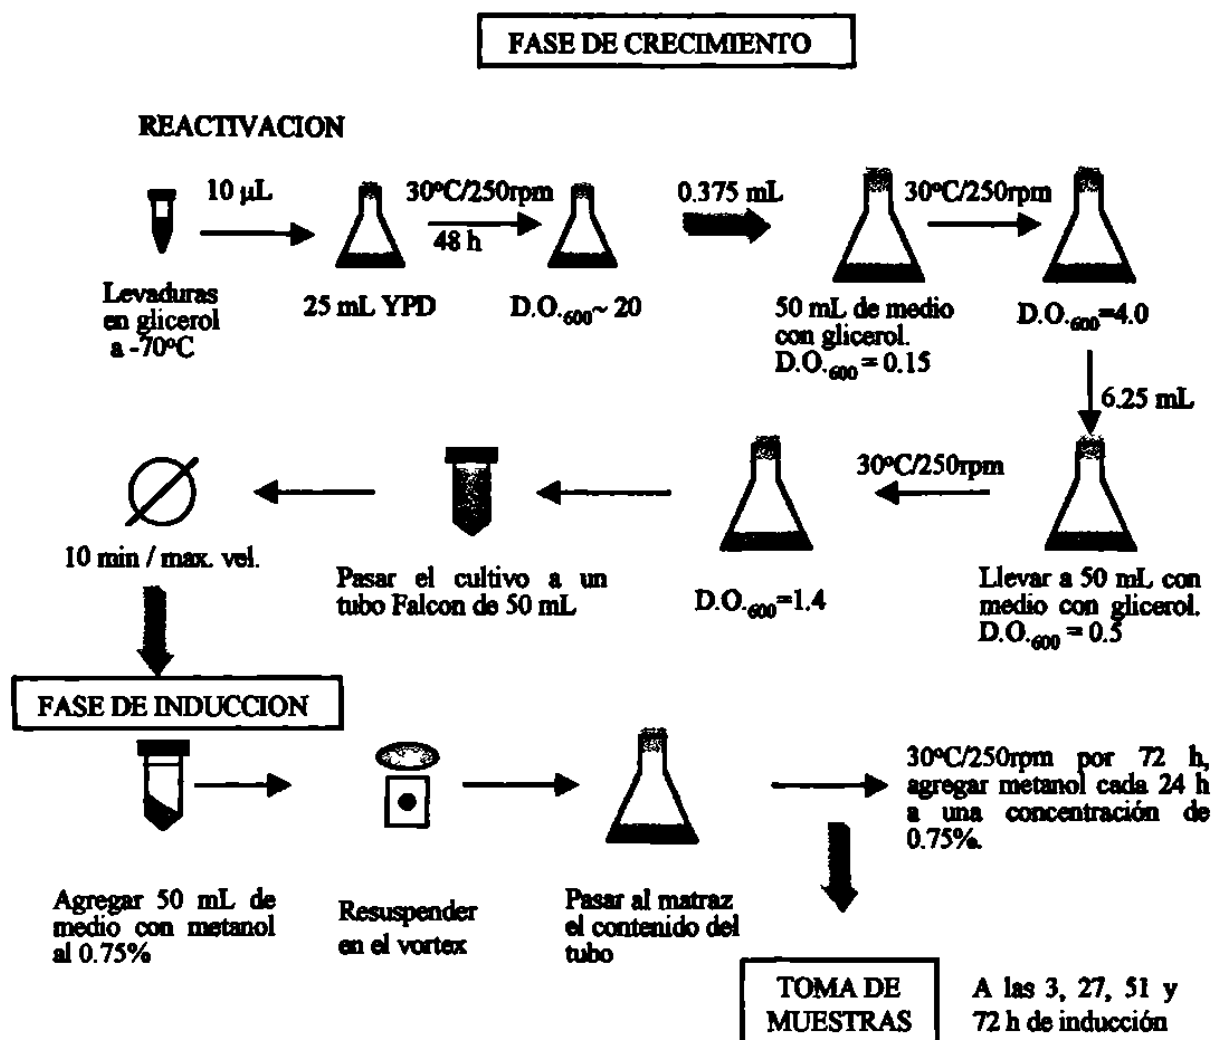 FASE DE CRECIMIENTO
REACTIVACION
10 µL
30ºC/250rpm
48 h
0.375 mL
30ºC/250rpm
Levaduras
en glicerol
a -70ºC
25 mL YPD
D.O.600~ 20
50 mL de medio
con glicerol.
D.O.600 = 0.15
D.O.600=4.0
6.25 mL
30ºC/250rpm
Llevar a 50 mL con
medio con glicerol.
D.O.600 = 0.5
D.O.600=1.4
Pasar el cultivo a un
tubo Falcon de 50 mL
10 min / max. vel.
FASE DE INDUCCION
Agregar 50 mL de
medio con metanol
al 0.75%
Resuspender
en el vortex
Pasar al matraz
el contenido del
tubo
30ºC/250rpm por 72 h,
agregar metanol cada 24 h
a una concentración de
0.75%.
TOMA DE
MUESTRAS
A las 3, 27, 51 y
72 h de inducción